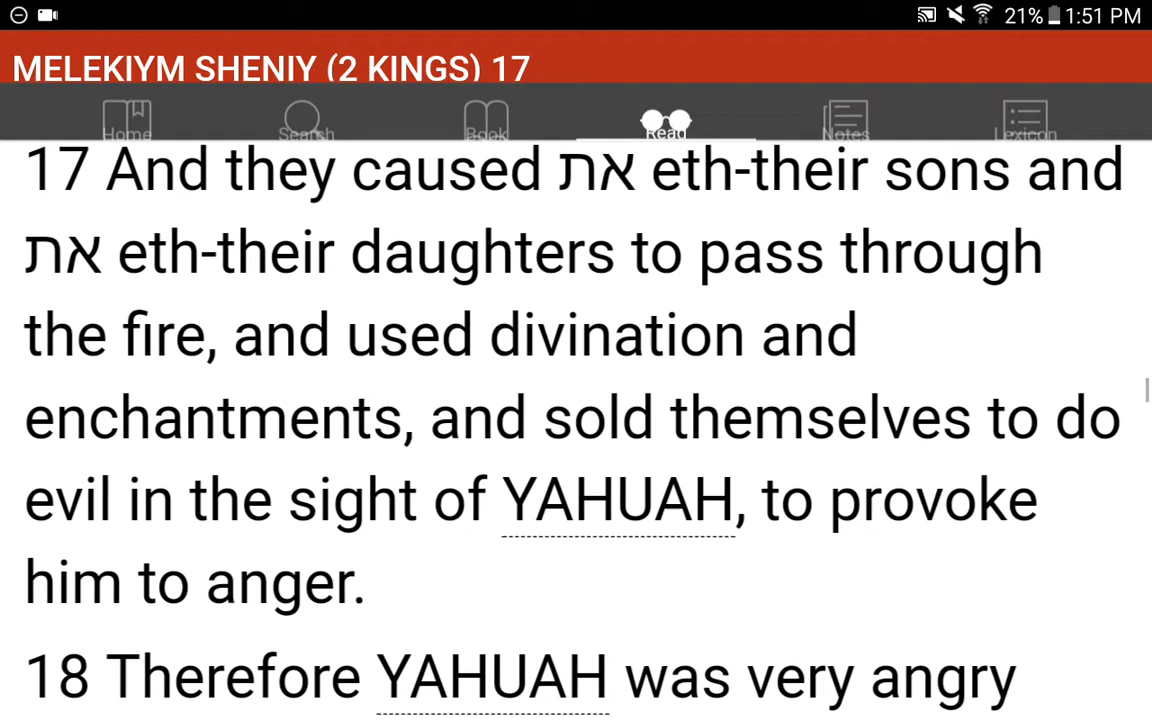 21% 1:51 PM
MELEKIYM SHENIY (2 KINGS) 17
Home Search Book Read Notes Lexicon
17 And they caused את eth-their sons and
את eth-their daughters to pass through
the fire, and used divination and
enchantments, and sold themselves to do
evil in the sight of YAHUAH, to provoke
him to anger.
18 Therefore YAHUAH was very angry